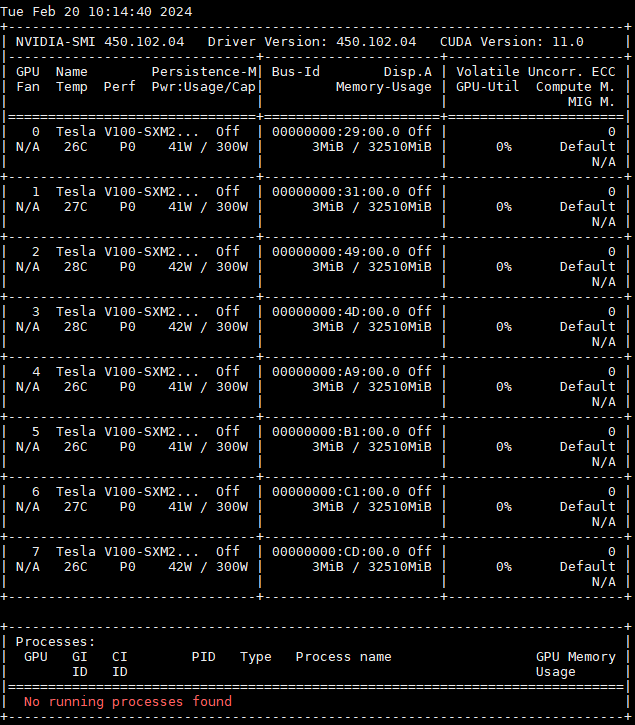 Tue Feb 20 10:14:40 2024
+-----------------------------------------------------------------------------+
| NVIDIA-SMI 450.102.04   Driver Version: 450.102.04   CUDA Version: 11.0     |
|-------------------------------+----------------------+----------------------+
| GPU  Name        Persistence-M| Bus-Id        Disp.A | Volatile Uncorr. ECC |
| Fan  Temp  Perf  Pwr:Usage/Cap|         Memory-Usage | GPU-Util  Compute M. |
|                               |                      |               MIG M. |
|===============================+======================+======================|
|   0  Tesla V100-SXM2...  Off  | 00000000:29:00.0 Off |                    0 |
| N/A   26C    P0    41W / 300W |      3MiB / 32510MiB |      0%      Default |
|                               |                      |                  N/A |
+-------------------------------+----------------------+----------------------+
|   1  Tesla V100-SXM2...  Off  | 00000000:31:00.0 Off |                    0 |
| N/A   27C    P0    41W / 300W |      3MiB / 32510MiB |      0%      Default |
|                               |                      |                  N/A |
+-------------------------------+----------------------+----------------------+
|   2  Tesla V100-SXM2...  Off  | 00000000:49:00.0 Off |                    0 |
| N/A   28C    P0    42W / 300W |      3MiB / 32510MiB |      0%      Default |
|                               |                      |                  N/A |
+-------------------------------+----------------------+----------------------+
|   3  Tesla V100-SXM2...  Off  | 00000000:4D:00.0 Off |                    0 |
| N/A   28C    P0    42W / 300W |      3MiB / 32510MiB |      0%      Default |
|                               |                      |                  N/A |
+-------------------------------+----------------------+----------------------+
|   4  Tesla V100-SXM2...  Off  | 00000000:A9:00.0 Off |                    0 |
| N/A   26C    P0    41W / 300W |      3MiB / 32510MiB |      0%      Default |
|                               |                      |                  N/A |
+-------------------------------+----------------------+----------------------+
|   5  Tesla V100-SXM2...  Off  | 00000000:B1:00.0 Off |                    0 |
| N/A   26C    P0    41W / 300W |      3MiB / 32510MiB |      0%      Default |
|                               |                      |                  N/A |
+-------------------------------+----------------------+----------------------+
|   6  Tesla V100-SXM2...  Off  | 00000000:C1:00.0 Off |                    0 |
| N/A   27C    P0    41W / 300W |      3MiB / 32510MiB |      0%      Default |
|                               |                      |                  N/A |
+-------------------------------+----------------------+----------------------+
|   7  Tesla V100-SXM2...  Off  | 00000000:CD:00.0 Off |                    0 |
| N/A   26C    P0    42W / 300W |      3MiB / 32510MiB |      0%      Default |
|                               |                      |                  N/A |
+-------------------------------+----------------------+----------------------+

+-----------------------------------------------------------------------------+
| Processes:                                                                  |
|  GPU   GI   CI        PID   Type   Process name                  GPU Memory |
|        ID   ID                                                   Usage      |
|=============================================================================|
|  No running processes found                                                 |
+-----------------------------------------------------------------------------+